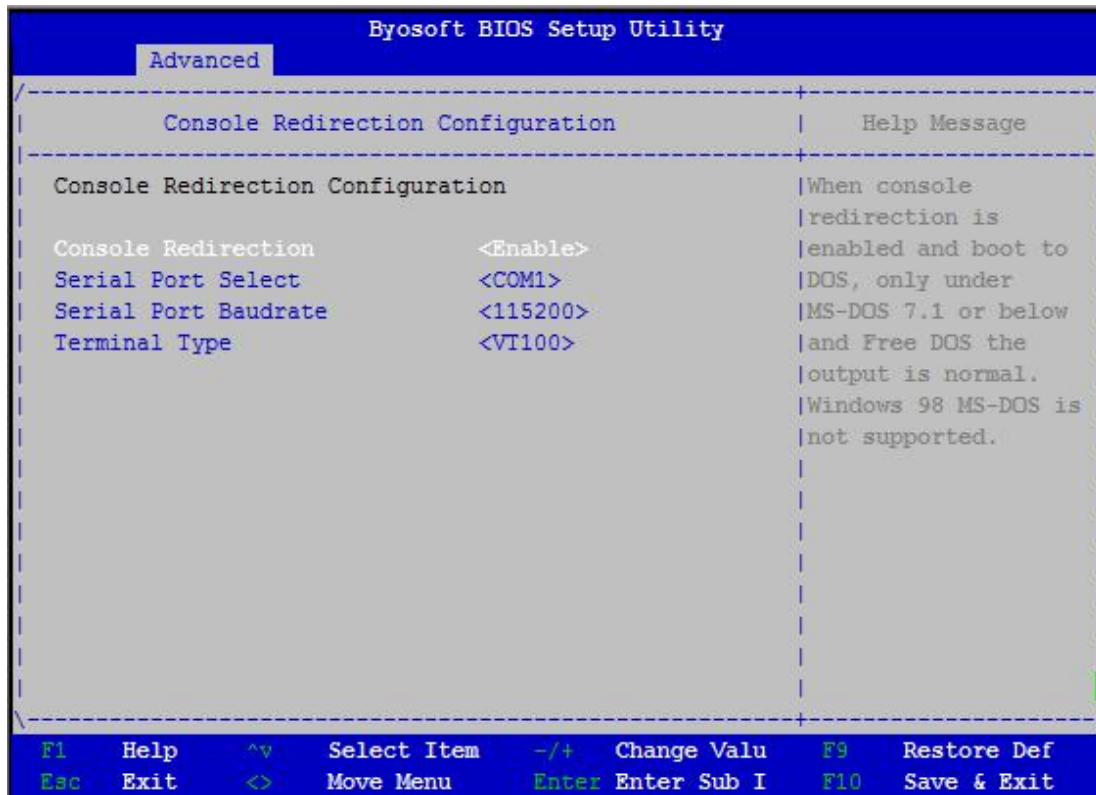 Byosoft BIOS Setup Utility
Advanced
Console Redirection Configuration
Help Message
Console Redirection Configuration
Console Redirection <Enable>
Serial Port Select <COM1>
Serial Port Baudrate <115200>
Terminal Type <VT100>
When console
redirection is
enabled and boot to
DOS, only under
MS-DOS 7.1 or below
and Free DOS the
output is normal.
Windows 98 MS-DOS is
not supported.
F1 Help ^v Select Item -/+ Change Valu F9 Restore Def
Esc Exit <> Move Menu Enter Enter Sub I F10 Save & Exit